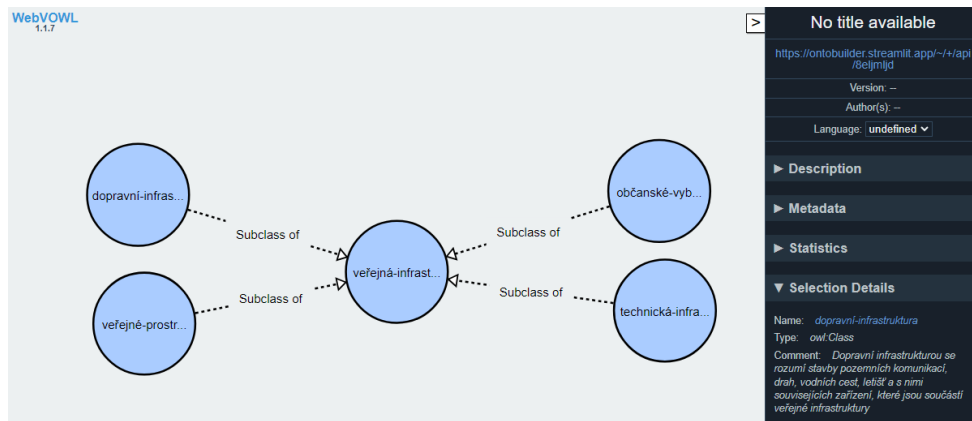 WebVOWL
1.1.7
>
dopravní-infras...
Subclass of
občanské-vyb...
Subclass of
veřejná-infrast...
veřejné-prostr...
Subclass of
technická-infra...
Subclass of
No title available
https://ontobuilder.streamlit.app/~/+/api
/8eljmljd
Version: --
Author(s): --
Language: undefined
► Description
► Metadata
► Statistics
▼ Selection Details
Name: dopravní-infrastruktura
Type: owl:Class
Comment: Dopravní infrastrukturou se
rozumí stavby pozemních komunikací,
drah, vodních cest, letišť a s nimi
souvisejících zařízení, které jsou součástí
veřejné infrastruktury